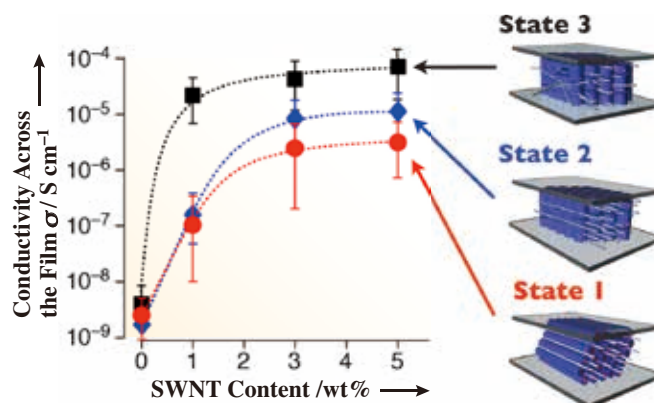 State 3
State 2
State 1
Conductivity Across
the Film σ / S cm⁻¹
10⁻⁴
10⁻⁵
10⁻⁶
10⁻⁷
10⁻⁸
10⁻⁹
0 1 2 3 4 5
SWNT Content /wt%